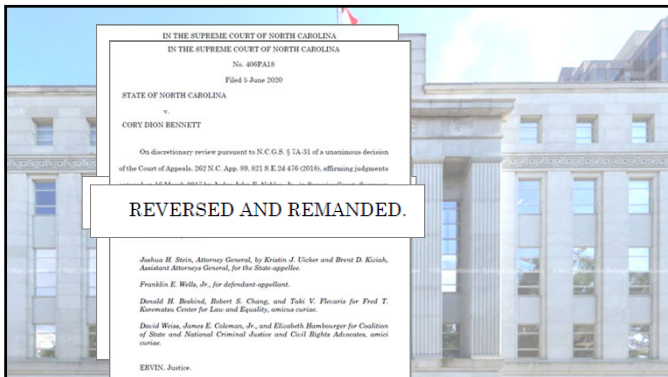 IN THE SUPREME COURT OF NORTH CAROLINA
IN THE SUPREME COURT OF NORTH CAROLINA
No. 406PA18
Filed 5 June 2020
STATE OF NORTH CAROLINA
v.
CORY DION BENNETT
On discretionary review pursuant to N.C.G.S. § 7A-31 of a unanimous decision
of the Court of Appeals, 262 N.C. App. 89, 821 S.E.2d 476 (2018), affirming judgments
REVERSED AND REMANDED.
Joshua H. Stein, Attorney General, by Kristin J. Uicker and Brent D. Kiziah,
Assistant Attorneys General, for the State-appellee.
Franklin E. Wells, Jr., for defendant-appellant.
Donald H. Beskind, Robert S. Chang, and Taki V. Flevaris for Fred T.
Korematsu Center for Law and Equality, amicus curiae.
David Weiss, James E. Coleman, Jr., and Elizabeth Hambourger for Coalition
of State and National Criminal Justice and Civil Rights Advocates, amici
curiae.
ERVIN, Justice.